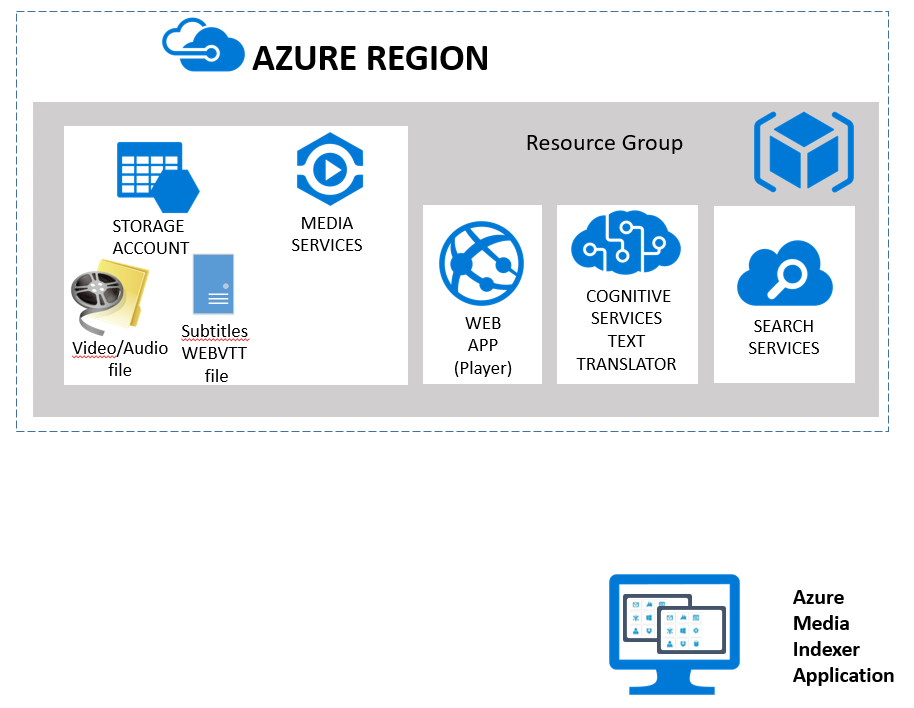 AZURE REGION
Resource Group
STORAGE
ACCOUNT
MEDIA
SERVICES
Video/Audio
file
Subtitles
WEBVTT
file
WEB
APP
(Player)
COGNITIVE
SERVICES
TEXT
TRANSLATOR
SEARCH
SERVICES
Azure
Media
Indexer
Application